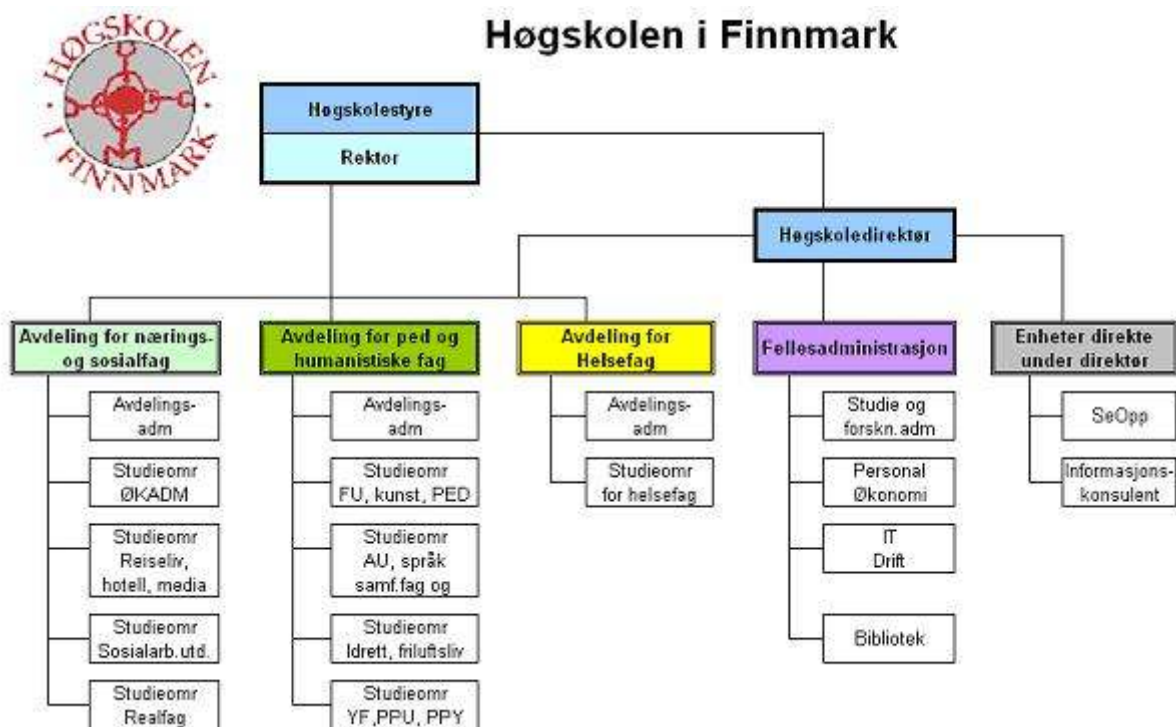 HØGSKOLEN
I FINNMARK
Høgskolen i Finnmark
Høgskolestyre
Rektor
Høgskoledirektør
Avdeling for nærings-
og sosialfag
Avdelings-
adm
Studieomr
ØKADM
Studieomr
Reiseliv,
hotell, media
Studieomr
Sosialarb.utd.
Studieomr
Realfag
Avdeling for ped og
humanistiske fag
Avdelings-
adm
Studieomr
FU, kunst, PED
Studieomr
AU, språk
samf.fag og
Studieomr
Idrett, friluftsliv
Studieomr
YF,PPU, PPY
Avdeling for
Helsefag
Avdelings-
adm
Studieomr
for helsefag
Fellesadministrasjon
Studie og
forskn.adm
Personal
Økonomi
IT
Drift
Bibliotek
Enheter direkte
under direktør
SeOpp
Informasjons-
konsulent